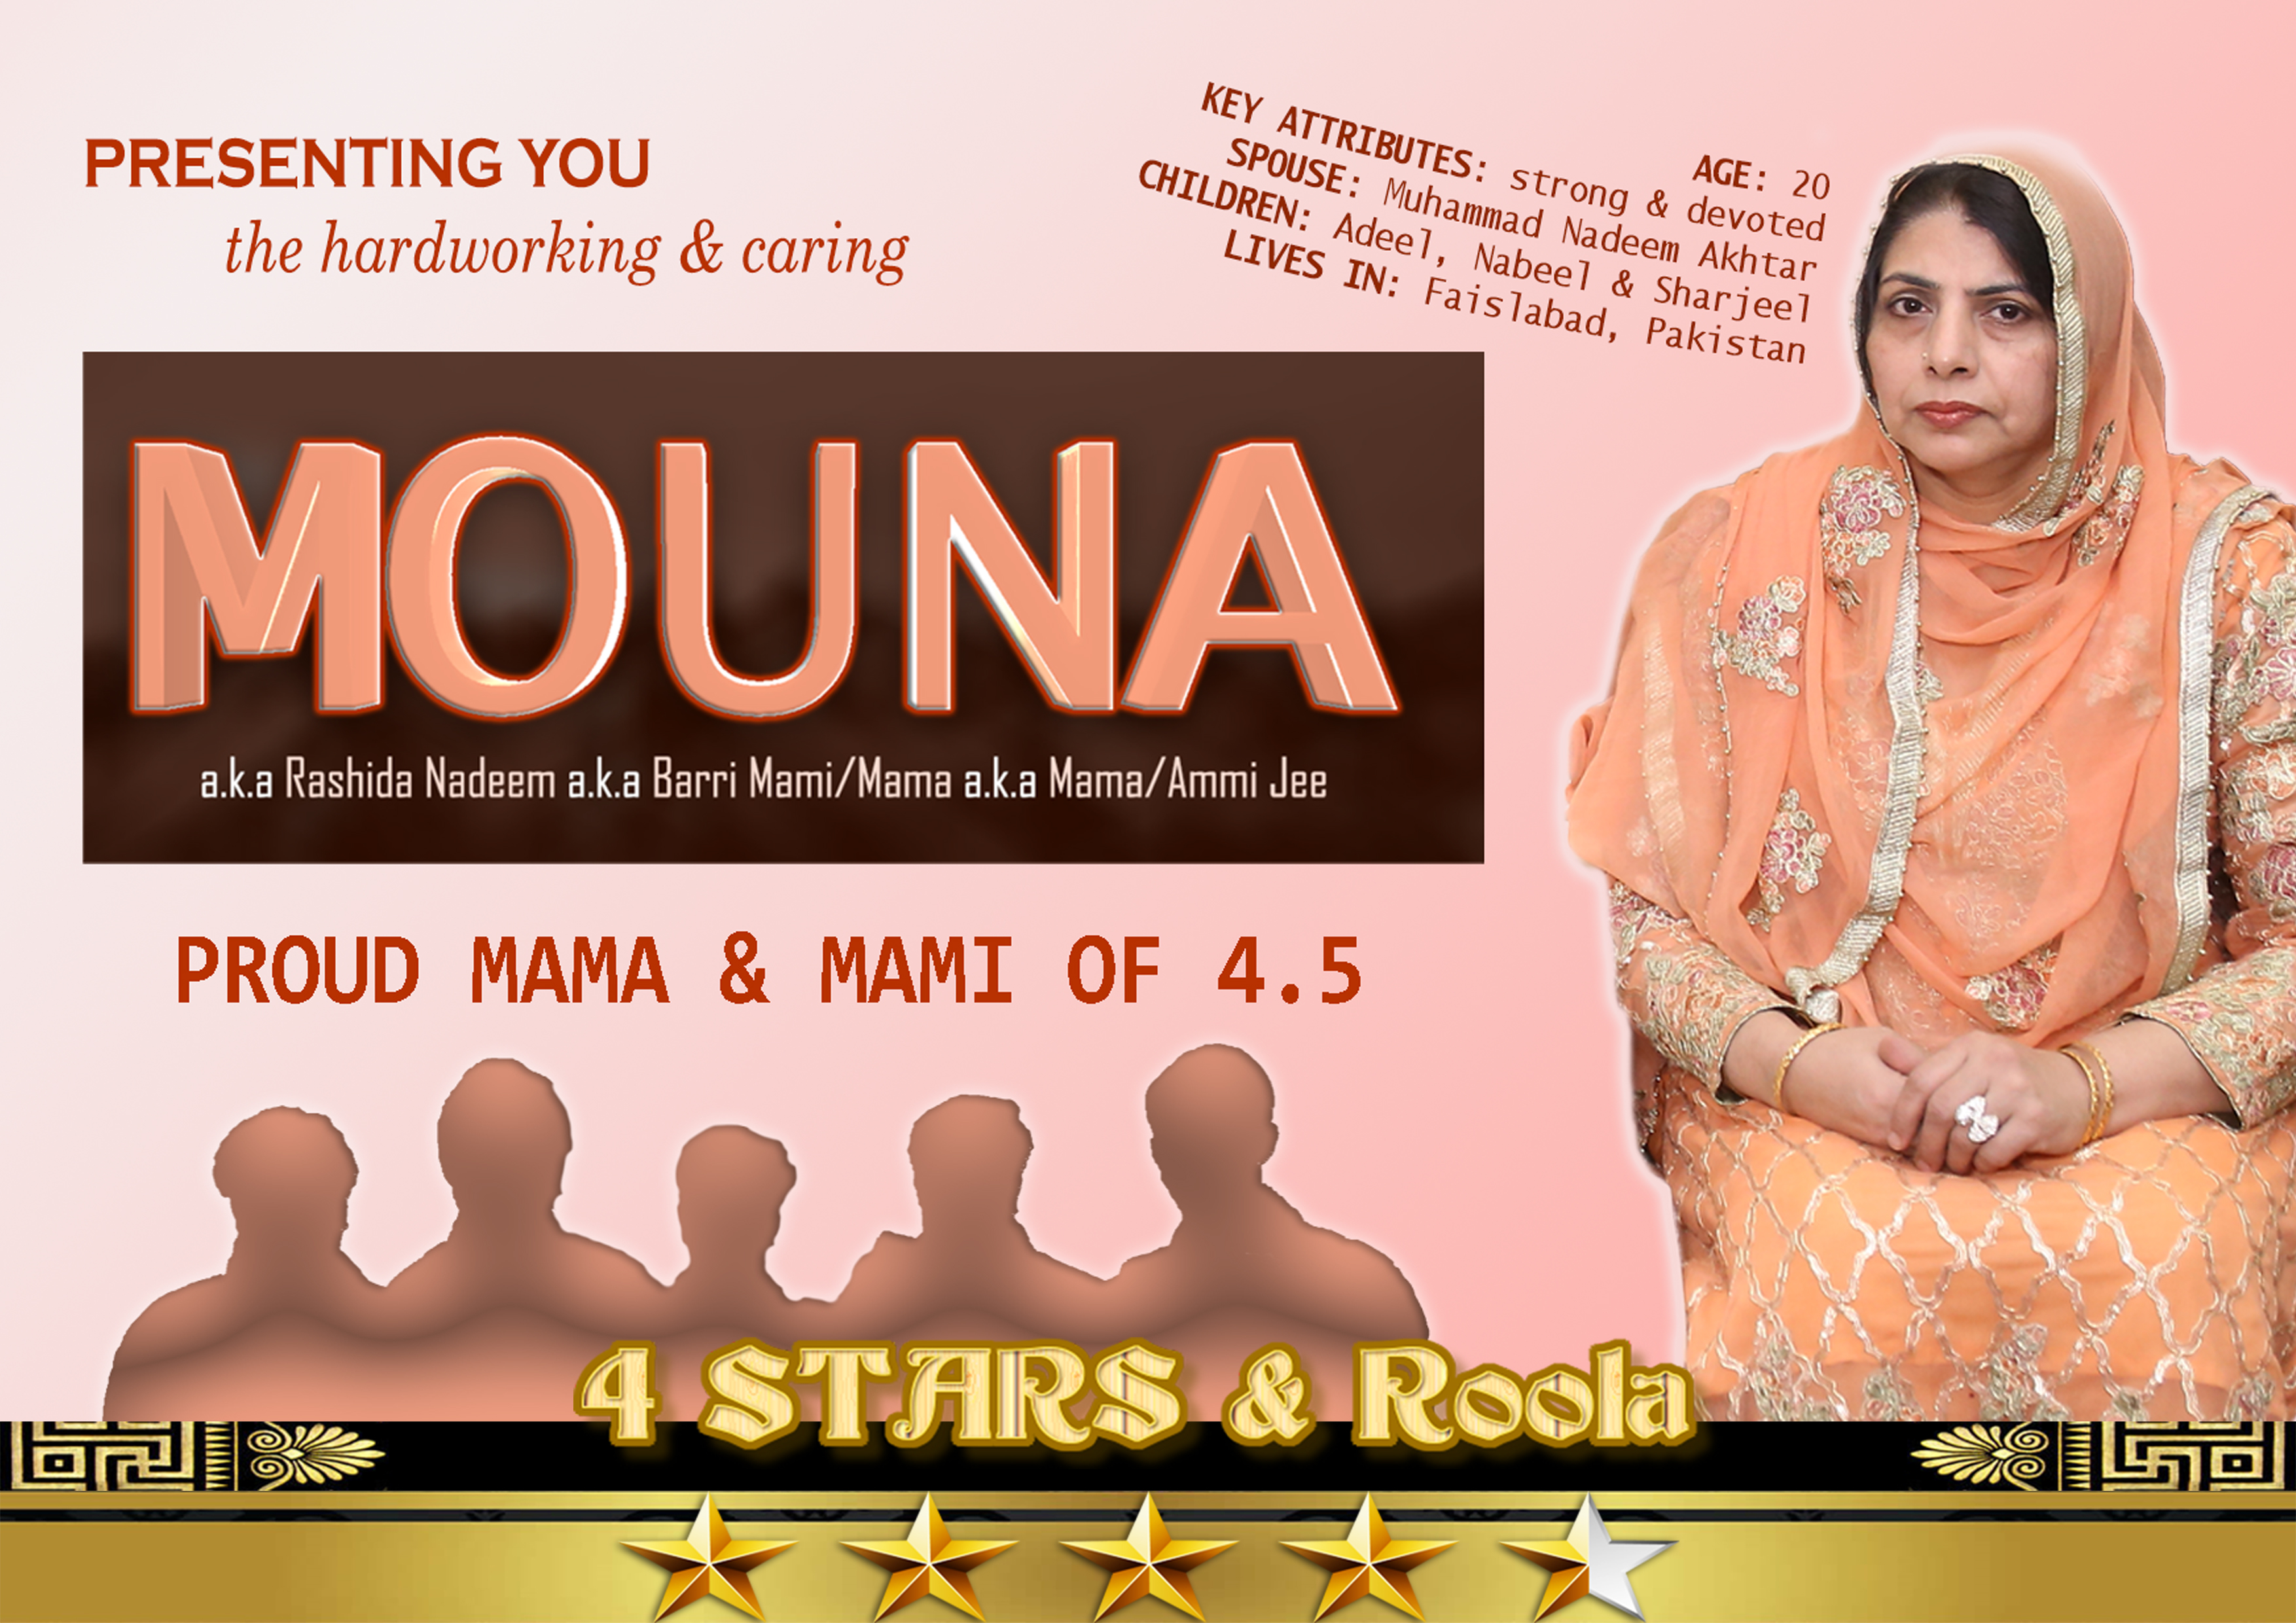 PRESENTING YOU
the hardworking & caring
AGE: 20
KEY ATTRIBUTES: strong & devoted
SPOUSE: Muhammad Nadeem Akhtar
CHILDREN: Adeel, Nabeel & Sharjeel
LIVES IN: Faislabad, Pakistan
MOUNA
a.k.a Rashida Nadeem a.k.a Barri Mami/Mama a.k.a Mama/Ammi Jee
PROUD MAMA & MAMI OF 4.5
4 STARS & Roola